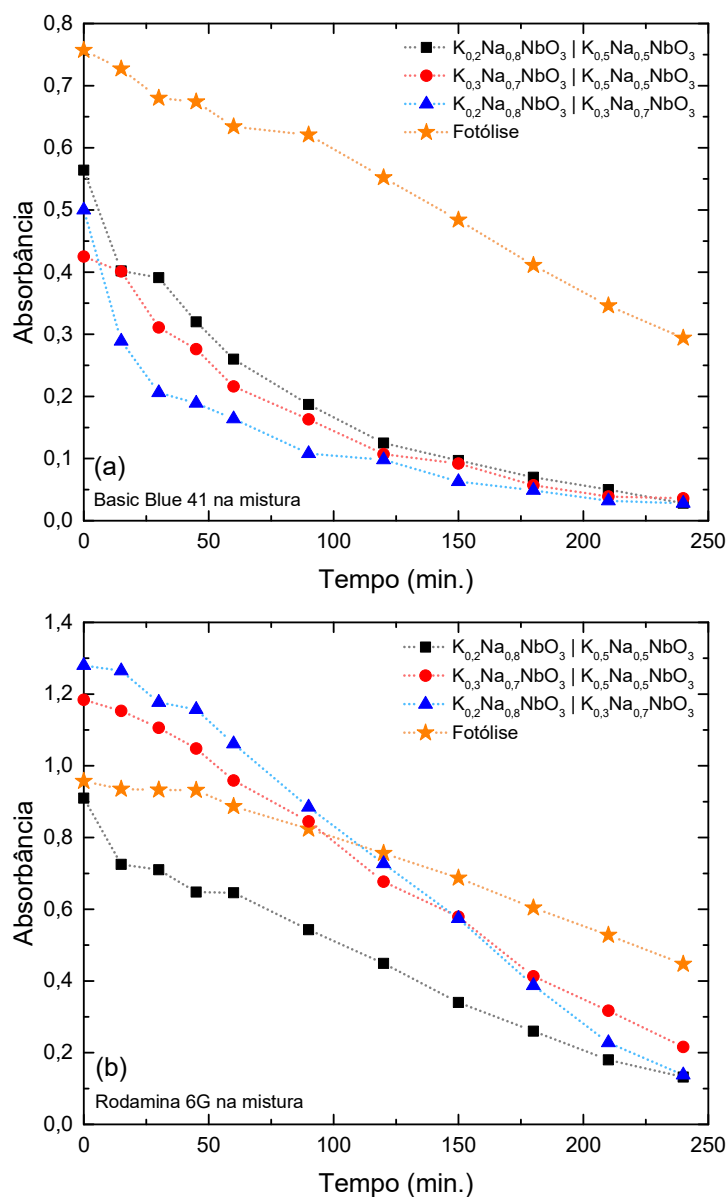 0,8
0,7
0,6
0,5
0,4
0,3
0,2
0,1
0,0
Absorbância
K₀,₂Na₀,₈NbO₃ | K₀,₅Na₀,₅NbO₃
K₀,₃Na₀,₇NbO₃ | K₀,₅Na₀,₅NbO₃
K₀,₂Na₀,₈NbO₃ | K₀,₃Na₀,₇NbO₃
Fotólise
(a)
Basic Blue 41 na mistura
0 50 100 150 200 250
Tempo (min.)
1,4
1,2
1,0
0,8
0,6
0,4
0,2
0,0
Absorbância
K₀,₂Na₀,₈NbO₃ | K₀,₅Na₀,₅NbO₃
K₀,₃Na₀,₇NbO₃ | K₀,₅Na₀,₅NbO₃
K₀,₂Na₀,₈NbO₃ | K₀,₃Na₀,₇NbO₃
Fotólise
(b)
Rodamina 6G na mistura
0 50 100 150 200 250
Tempo (min.)